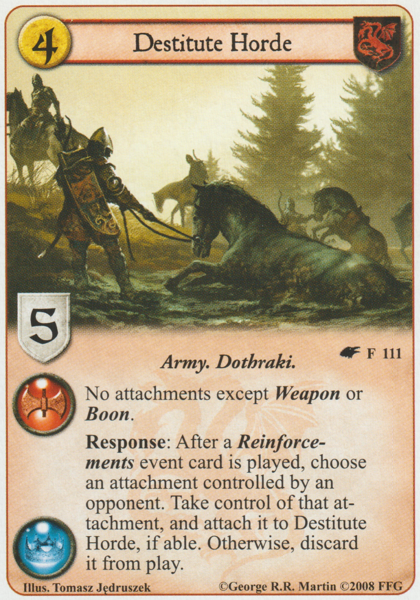 4
Destitute Horde
5
Army. Dothraki.
F 111
No attachments except Weapon or
Boon.
Response: After a Reinforce-
ments event card is played, choose
an attachment controlled by an
opponent. Take control of that at-
tachment, and attach it to Destitute
Horde, if able. Otherwise, discard
it from play.
Illus. Tomasz Jędruszek
©George R.R. Martin ©2008 FFG